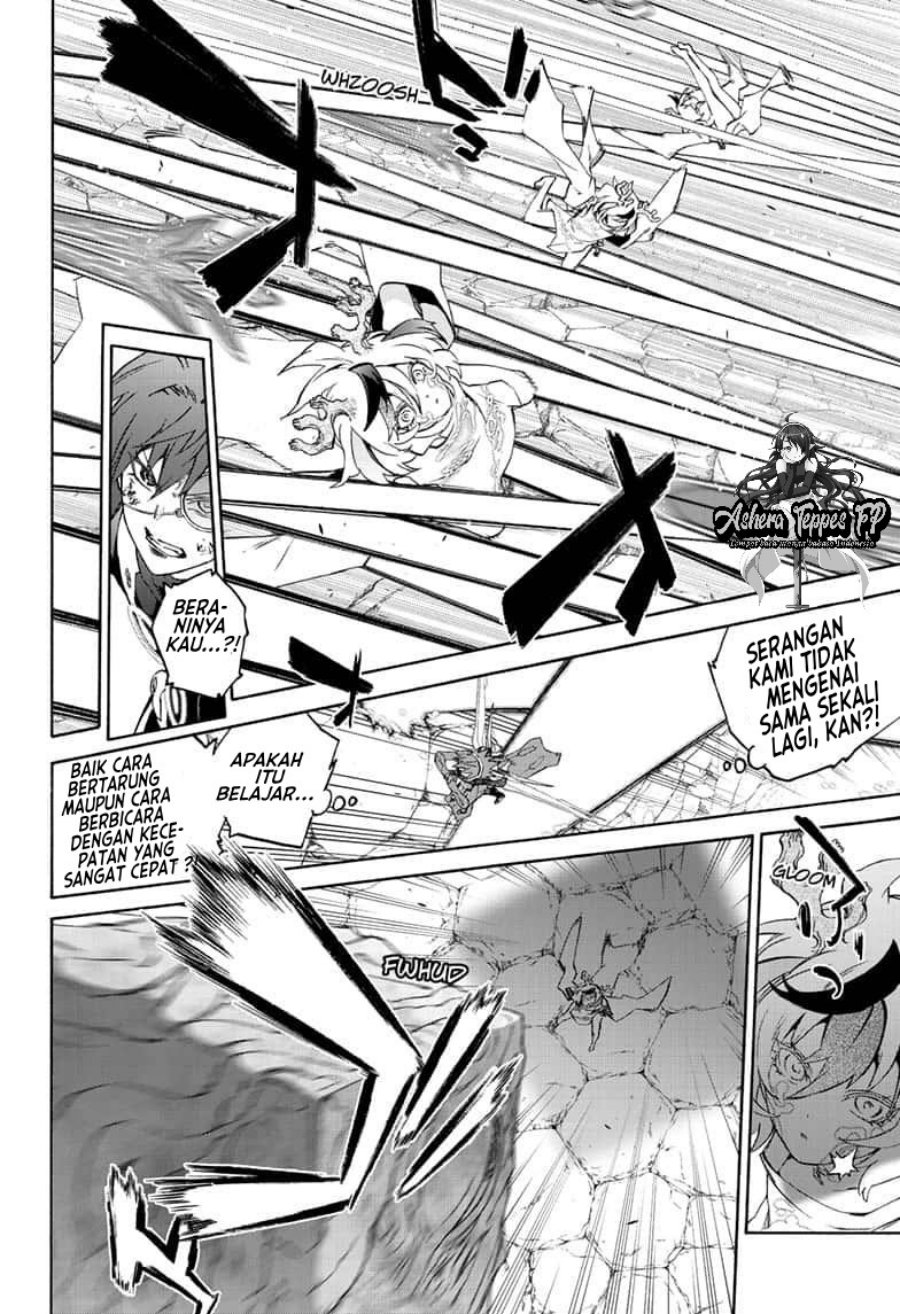 WHZOOSH
Ashera Teppes FP
BERA-
NINYA
KAU...?!
SERANGAN
KAMI TIDAK
MENGENAI
SAMA SEKALI
LAGI, KAN?!
APAKAH
ITU
BELAJAR...
BAIK CARA
BERTARUNG
MAUPUN CARA
BERBICARA
DENGAN KECE-
PATAN YANG
SANGAT CEPAT ?
GLOOM
FWHUD